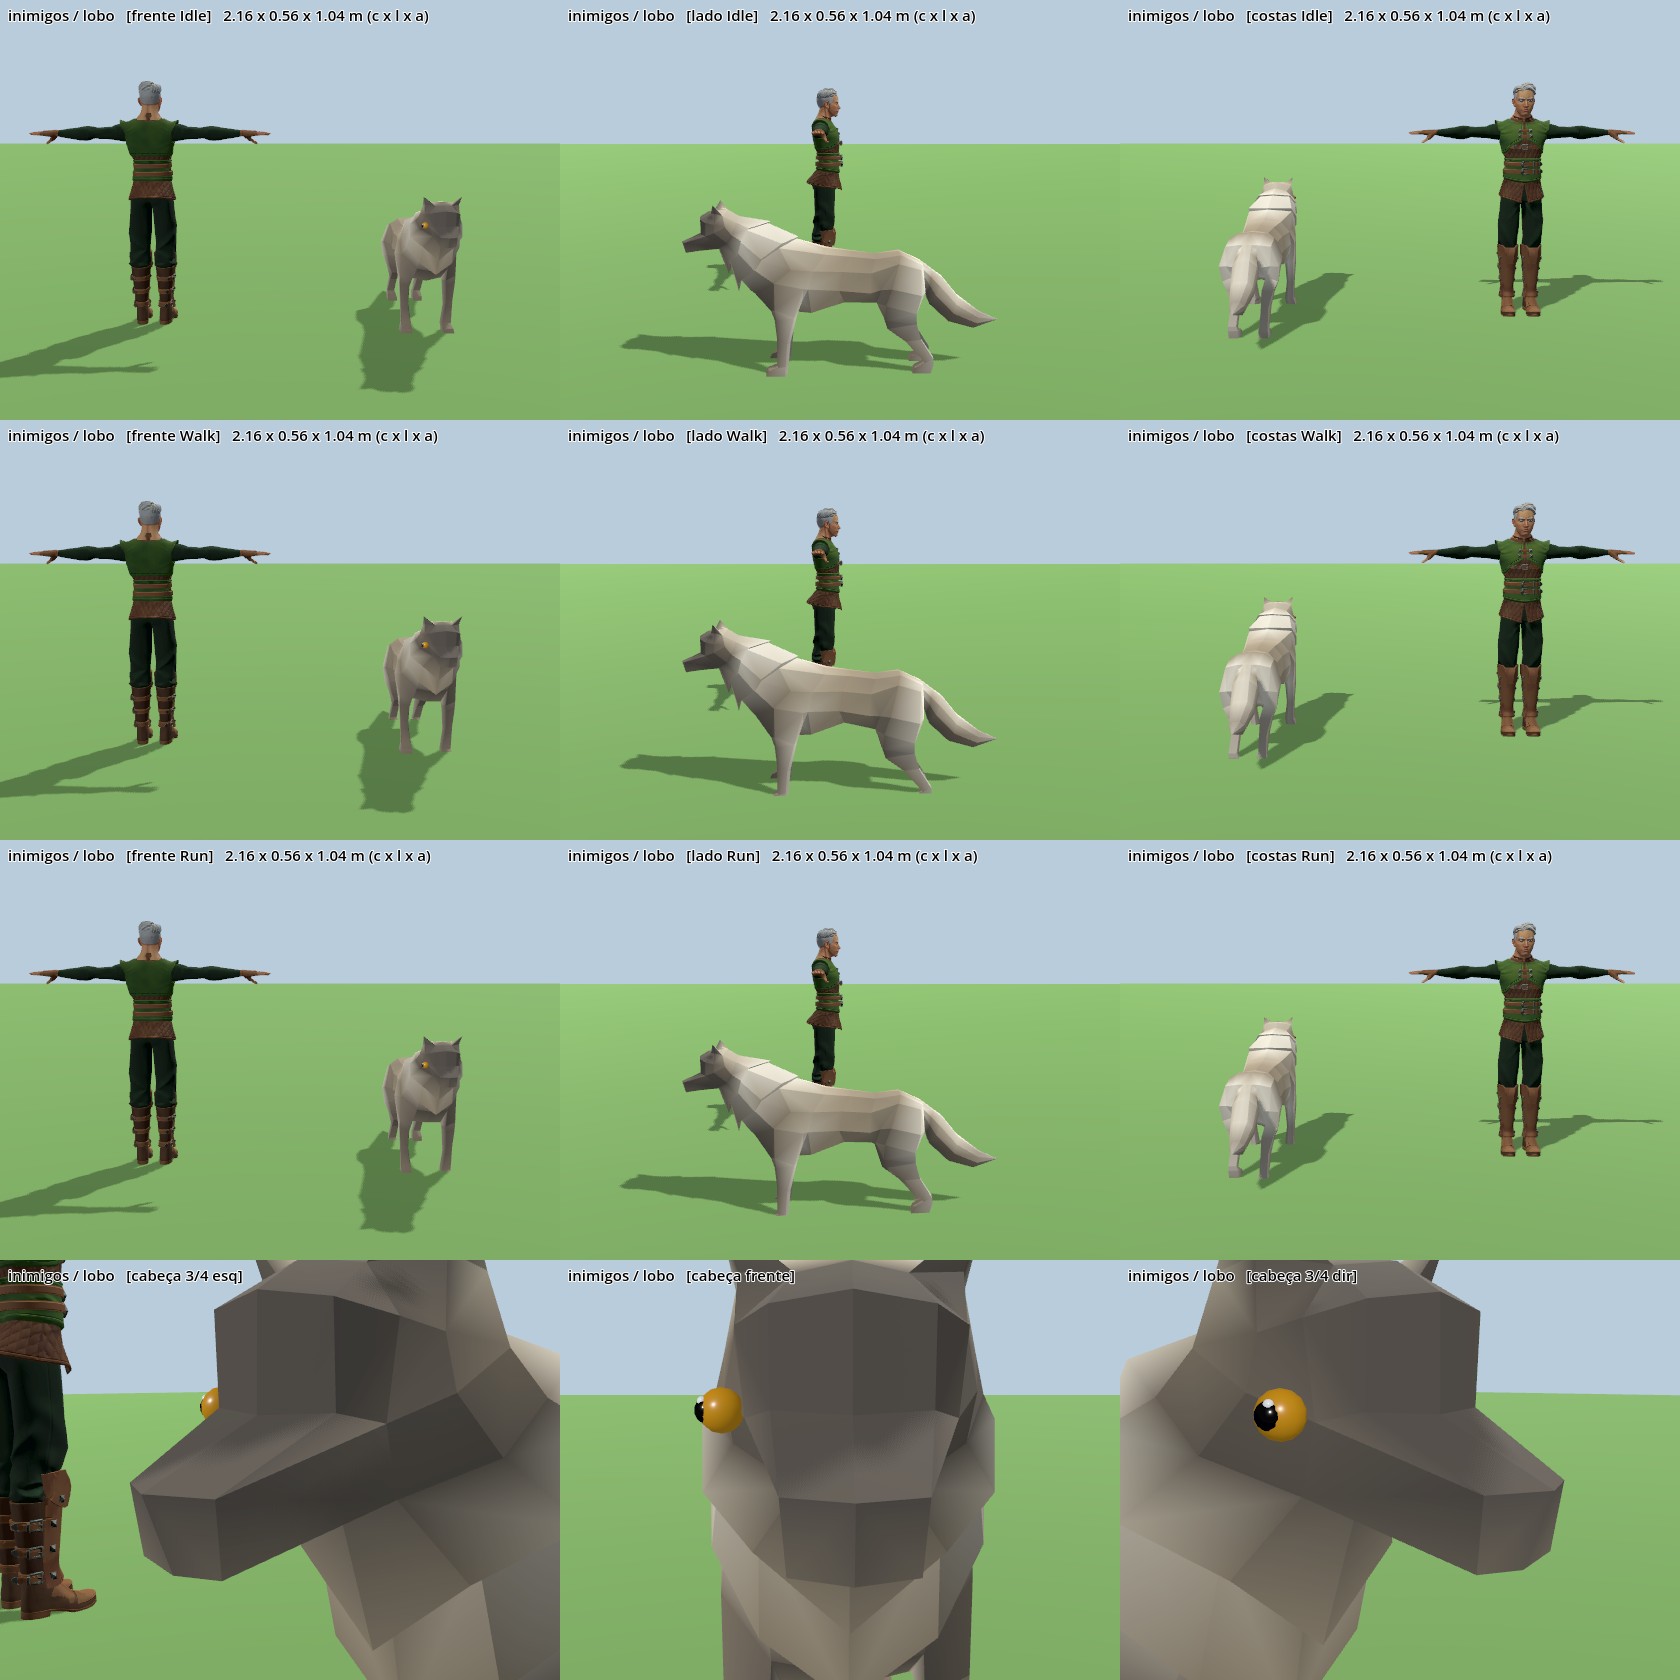 inimigos / lobo [frente Idle] 2.16 x 0.56 x 1.04 m (c x l x a)
inimigos / lobo [lado Idle] 2.16 x 0.56 x 1.04 m (c x l x a)
inimigos / lobo [costas Idle] 2.16 x 0.56 x 1.04 m (c x l x a)
inimigos / lobo [frente Walk] 2.16 x 0.56 x 1.04 m (c x l x a)
inimigos / lobo [lado Walk] 2.16 x 0.56 x 1.04 m (c x l x a)
inimigos / lobo [costas Walk] 2.16 x 0.56 x 1.04 m (c x l x a)
inimigos / lobo [frente Run] 2.16 x 0.56 x 1.04 m (c x l x a)
inimigos / lobo [lado Run] 2.16 x 0.56 x 1.04 m (c x l x a)
inimigos / lobo [costas Run] 2.16 x 0.56 x 1.04 m (c x l x a)
inimigos / lobo [cabeça 3/4 esq]
inimigos / lobo [cabeça frente]
inimigos / lobo [cabeça 3/4 dir]